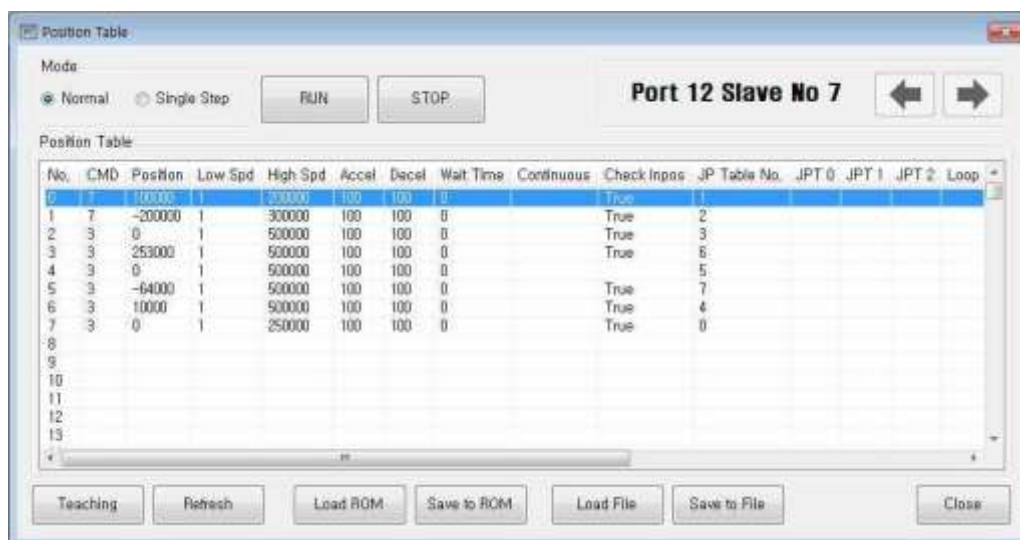 Position Table
Mode
Normal Single Step RUN STOP Port 12 Slave No 7
Position Table
No. CMD Position Low Spd High Spd Accel Decel Wait Time Continuous Check Inpos JP Table No. JPT 0 JPT 1 JPT 2 Loop
0 7 100000 1 200000 100 100 0 True 1
1 7 -200000 1 300000 100 100 0 True 2
2 3 0 1 500000 100 100 0 True 3
3 3 253000 1 500000 100 100 0 True 6
4 3 0 1 500000 100 100 0 5
5 3 -64000 1 500000 100 100 0 True 7
6 3 10000 1 500000 100 100 0 True 4
7 3 0 1 250000 100 100 0 True 0
8
9
10
11
12
13
Teaching Refresh Load ROM Save to ROM Load File Save to File Close